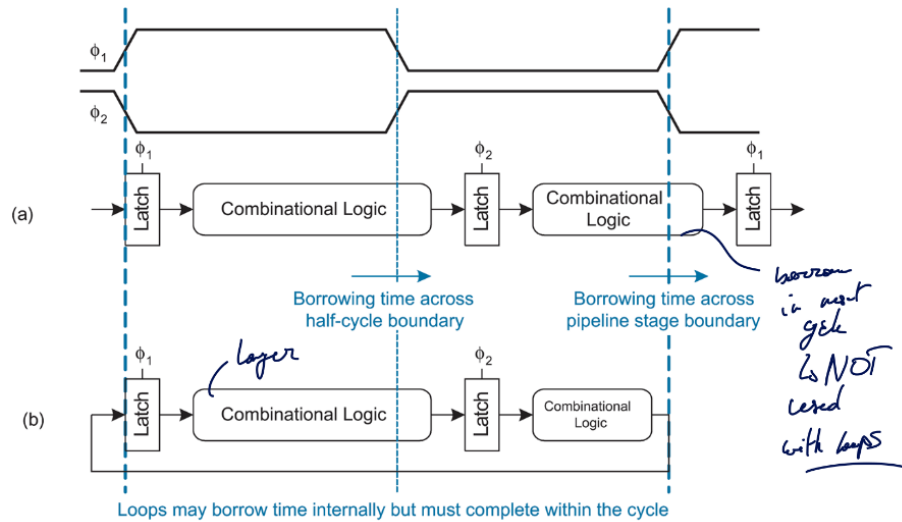 ϕ1
ϕ2
ϕ1
ϕ2
ϕ1
(a)
Latch
Combinational Logic
Latch
Combinational
Logic
Latch
Borrowing time across
half-cycle boundary
Borrowing time across
pipeline stage boundary
borrow
in next
↳ NOT
used
with loops
ϕ1
ϕ2
(b)
Latch
Combinational Logic
Latch
Combinational
Logic
Loops may borrow time internally but must complete within the cycle